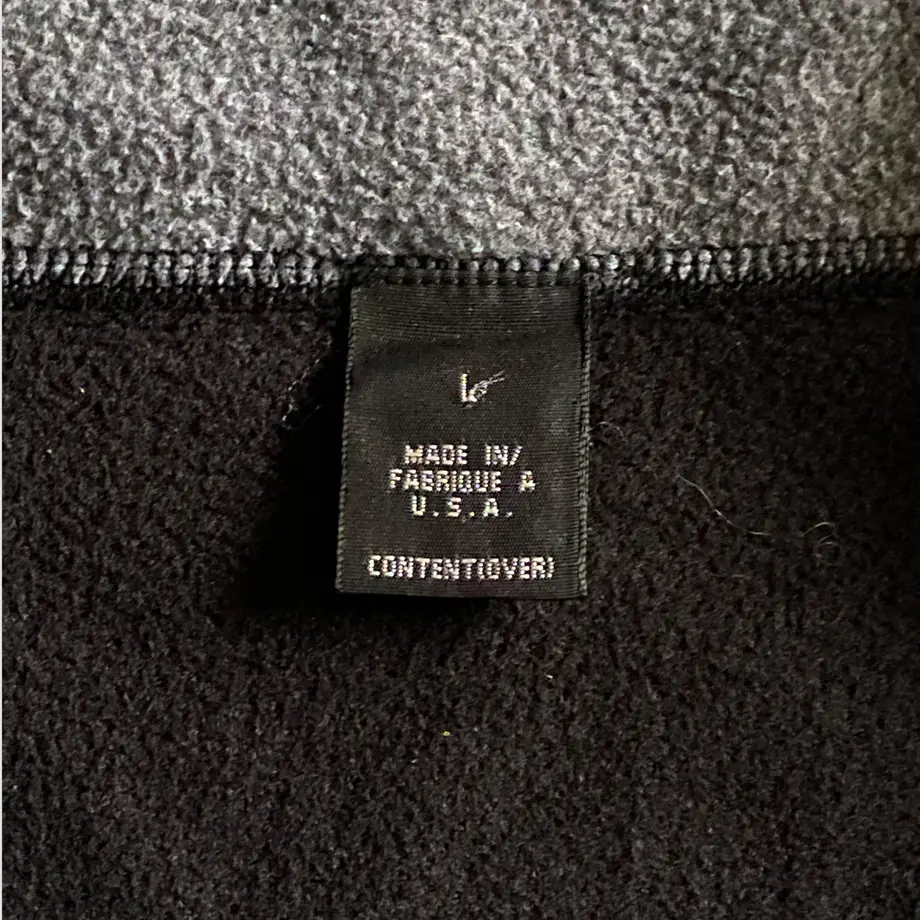 L
MADE IN/
FABRIQUE A
U.S.A.
CONTENT(OVER)